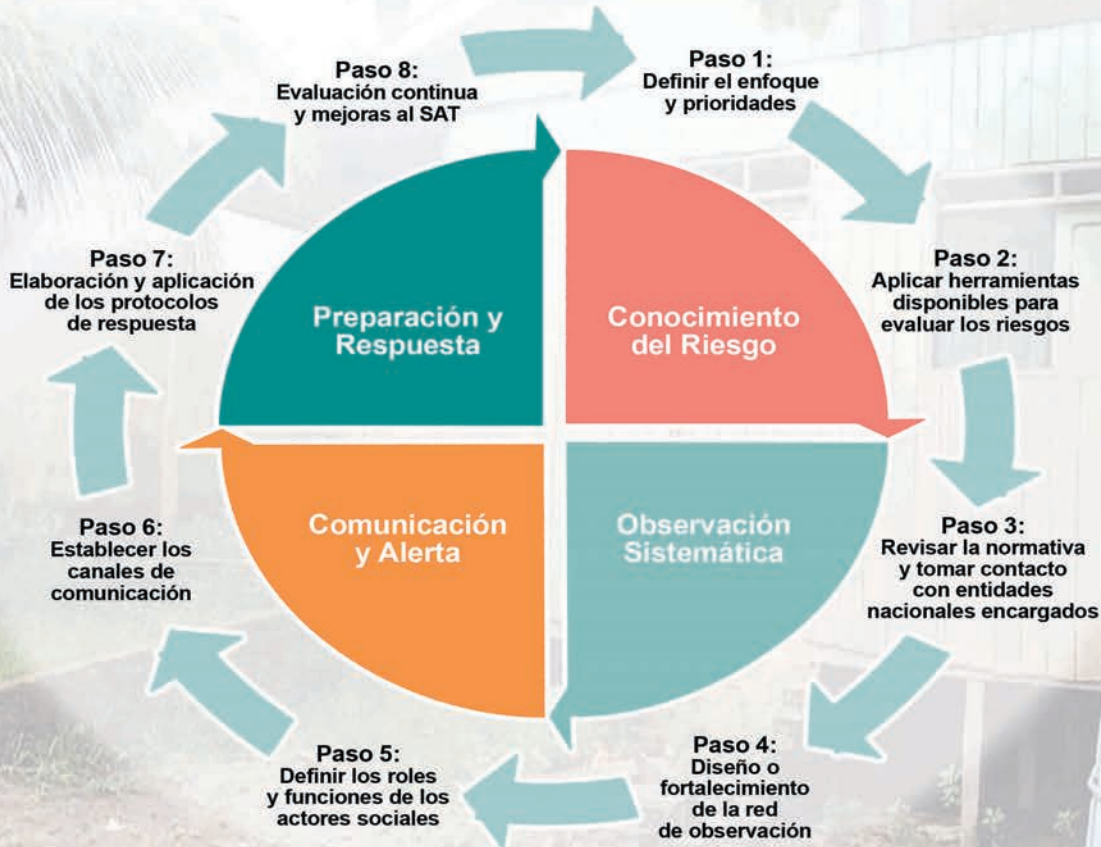 Paso 8:
Evaluación continua
y mejoras al SAT
Paso 1:
Definir el enfoque
y prioridades
Paso 7:
Elaboración y aplicación
de los protocolos
de respuesta
Preparación y
Respuesta
Conocimiento
del Riesgo
Paso 2:
Aplicar herramientas
disponibles para
evaluar los riesgos
Paso 6:
Establecer los
canales de
comunicación
Comunicación
y Alerta
Observación
Sistemática
Paso 3:
Revisar la normativa
y tomar contacto
con entidades
nacionales encargados
Paso 5:
Definir los roles
y funciones de los
actores sociales
Paso 4:
Diseño o
fortalecimiento
de la red
de observación